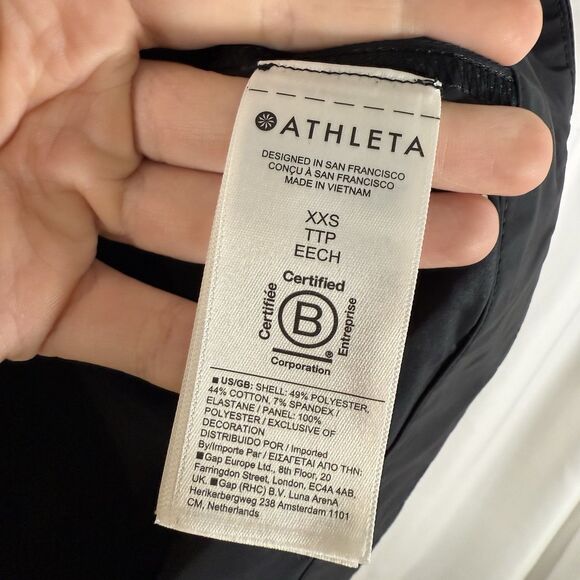 ATHLETA
DESIGNED IN SAN FRANCISCO
CONÇU À SAN FRANCISCO
MADE IN VIETNAM
XXS
TTP
EECH
Certified
Certifiée
B
Entreprise
®
Corporation
■ US/GB: SHELL: 49% POLYESTER,
44% COTTON, 7% SPANDEX /
ELASTANE / PANEL: 100%
POLYESTER / EXCLUSIVE OF
DECORATION
DISTRIBUIDO POR / Imported
By/Importe Par / ΕΙΣΑΓΕΤΑΙ ΑΠΟ ΤΗΝ:
■Gap Europe Ltd., 8th Floor, 20
Farringdon Street, London, EC4A 4AB,
UK. ■Gap (RHC) B.V. Luna ArenA
Herikerbergweg 238 Amsterdam 1101
CM, Netherlands